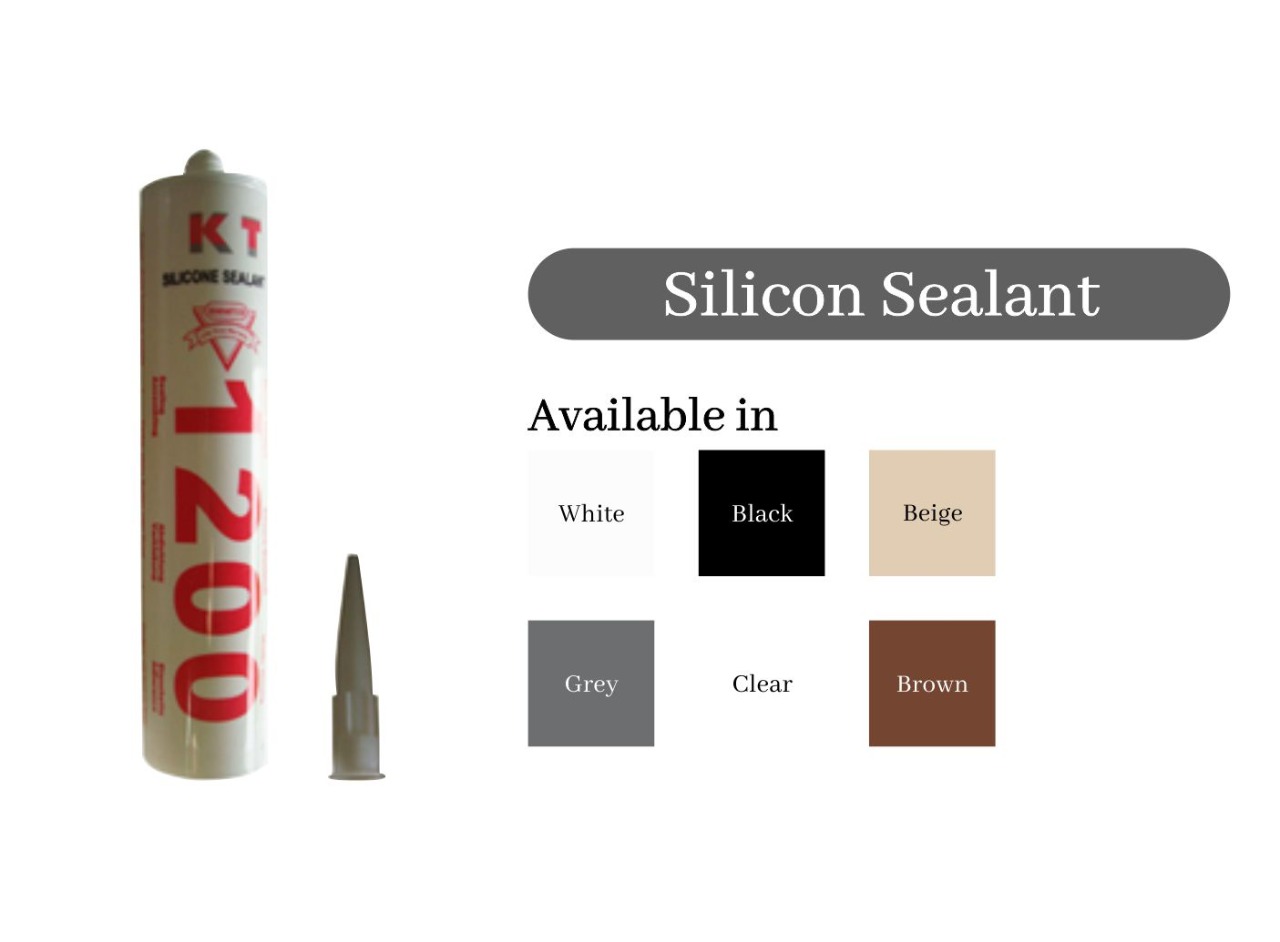 KT
SILICONE SEALANT
1200
Silicon Sealant
Available in
White
Black
Beige
Grey
Clear
Brown